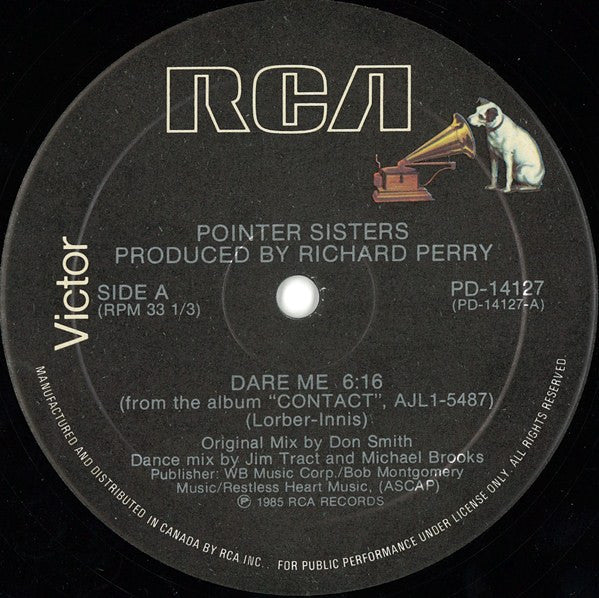 RCA
Victor
POINTER SISTERS
PRODUCED BY RICHARD PERRY
SIDE A
(RPM 33 1/3)
PD-14127
(PD-14127-A)
DARE ME 6:16
(from the album "CONTACT", AJL1-5487)
(Lorber-Innis)
Original Mix by Don Smith
Dance mix by Jim Tract and Michael Brooks
Publisher: WB Music Corp./Bob Montgomery
Music/Restless Heart Music, (ASCAP)
Ⓟ 1985 RCA RECORDS
MANUFACTURED AND DISTRIBUTED IN CANADA BY RCA INC.. FOR PUBLIC PERFORMANCE UNDER LICENSE ONLY. ALL RIGHTS RESERVED.